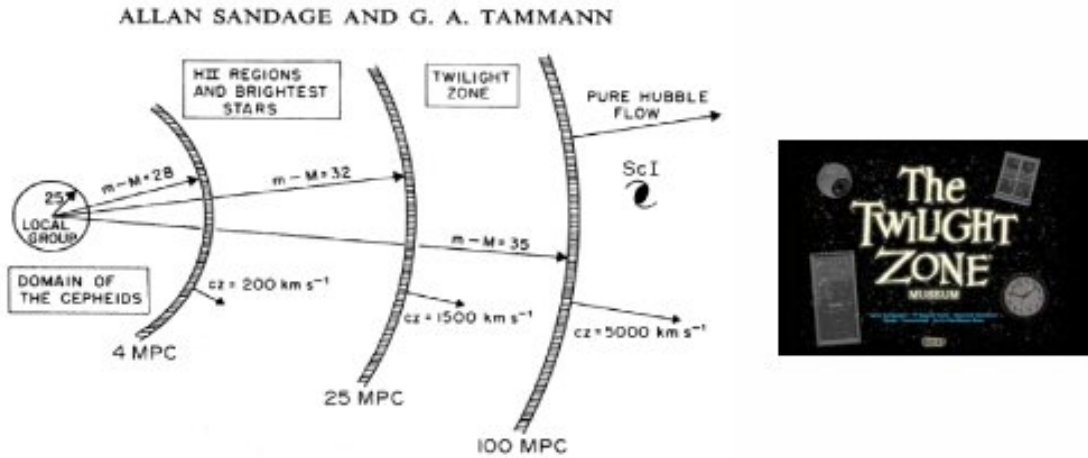 ALLAN SANDAGE AND G. A. TAMMANN
HII REGIONS
AND BRIGHTEST
STARS
TWILIGHT
ZONE
PURE HUBBLE
FLOW
ScI
m-M=28
m-M=32
m-M=35
25
LOCAL
GROUP
DOMAIN OF
THE CEPHEIDS
cz = 200 km s⁻¹
cz = 1500 km s⁻¹
cz = 5000 km s⁻¹
4 MPC
25 MPC
100 MPC
The
TWILIGHT
ZONE
MUSEUM